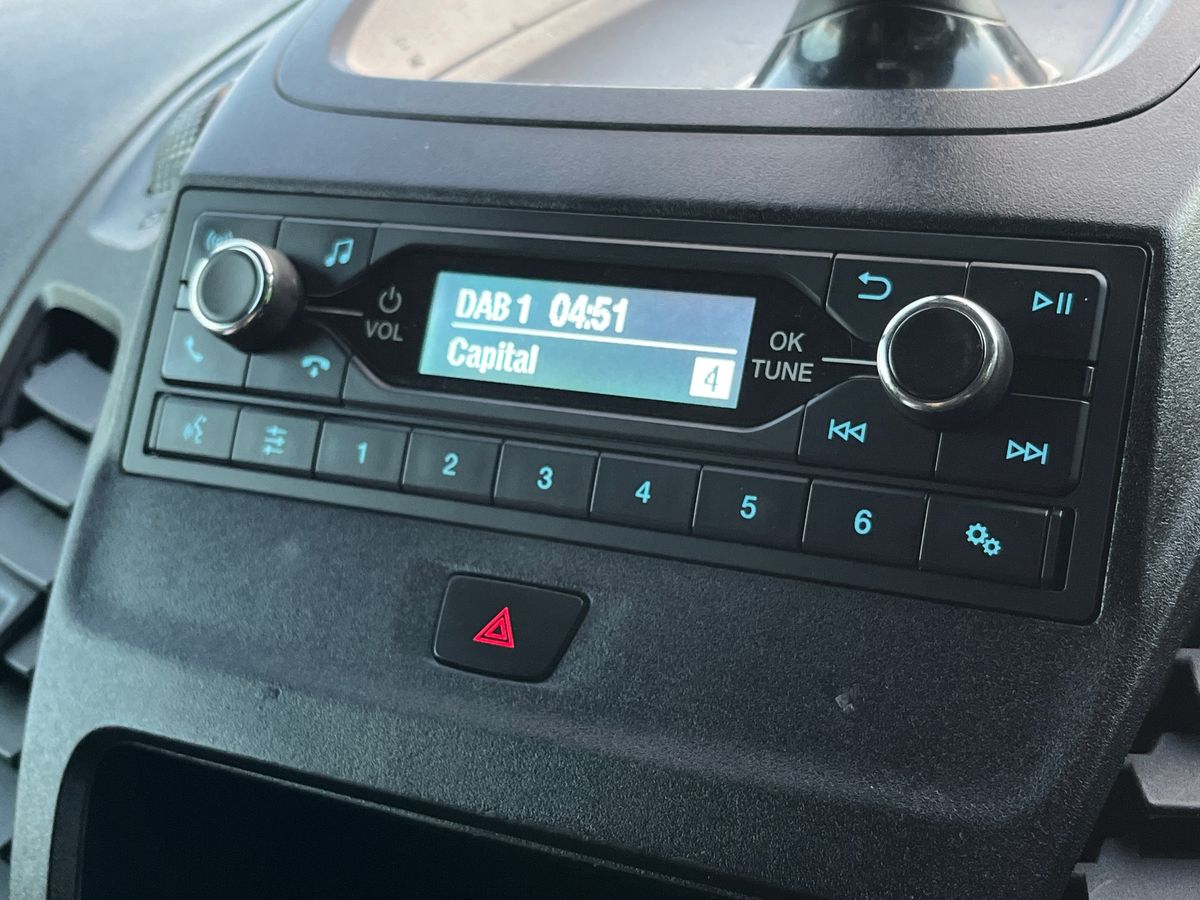 DAB 1 04:51
Capital
4
VOL
OK
TUNE
1 2 3 4 5 6